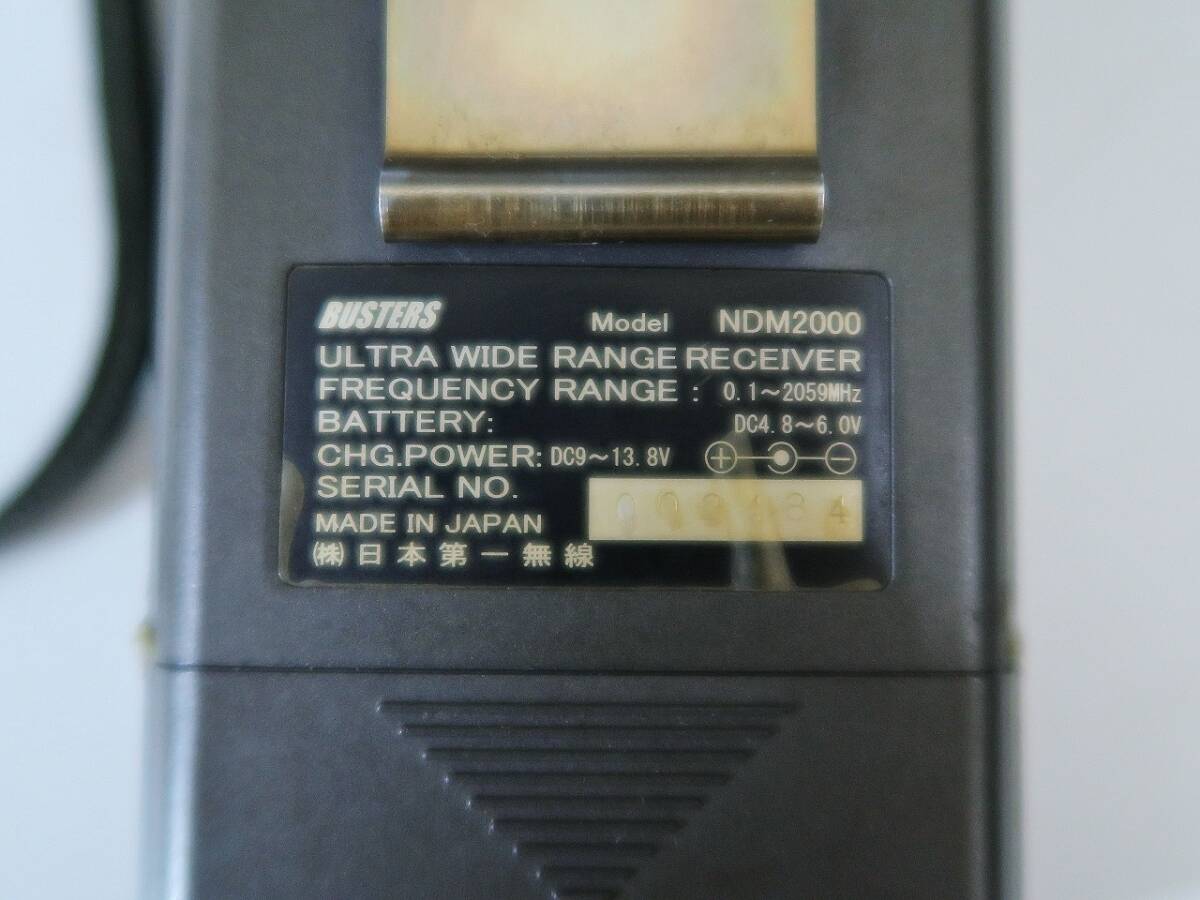 BUSTERS Model NDM2000
ULTRA WIDE RANGE RECEIVER
FREQUENCY RANGE : 0.1～2059MHz
BATTERY: DC4.8～6.0V
CHG.POWER: DC9～13.8V
SERIAL NO.
MADE IN JAPAN
㈱日本第一無線